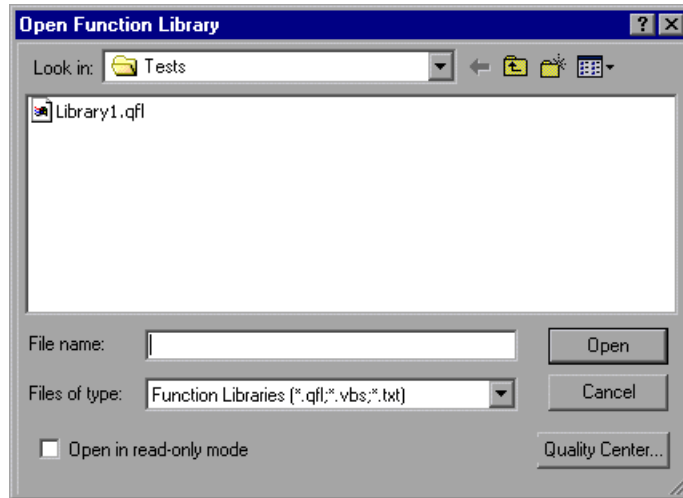 Open Function Library
Look in: Tests
Library1.qfl
File name: Open
Files of type: Function Libraries (*.qfl;*.vbs;*.txt) Cancel
Open in read-only mode Quality Center...